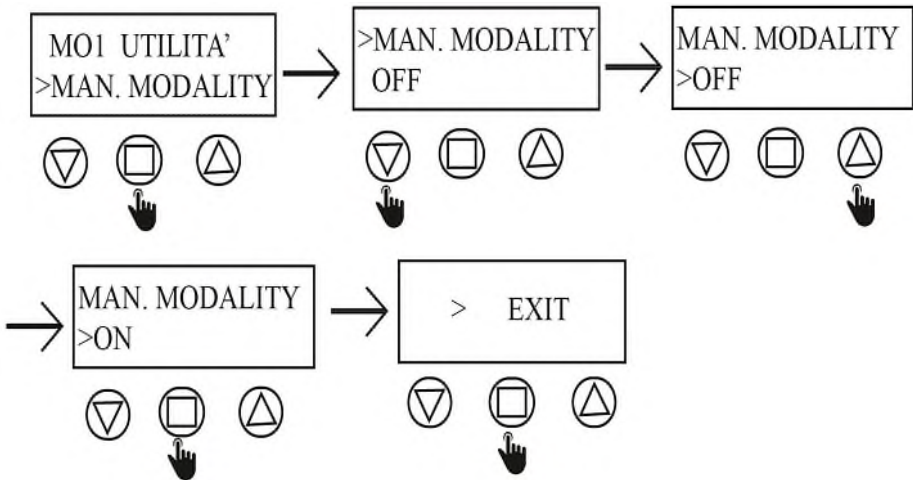 MO1 UTILITA’
>MAN. MODALITY
>MAN. MODALITY
OFF
MAN. MODALITY
>OFF
MAN. MODALITY
>ON
> EXIT